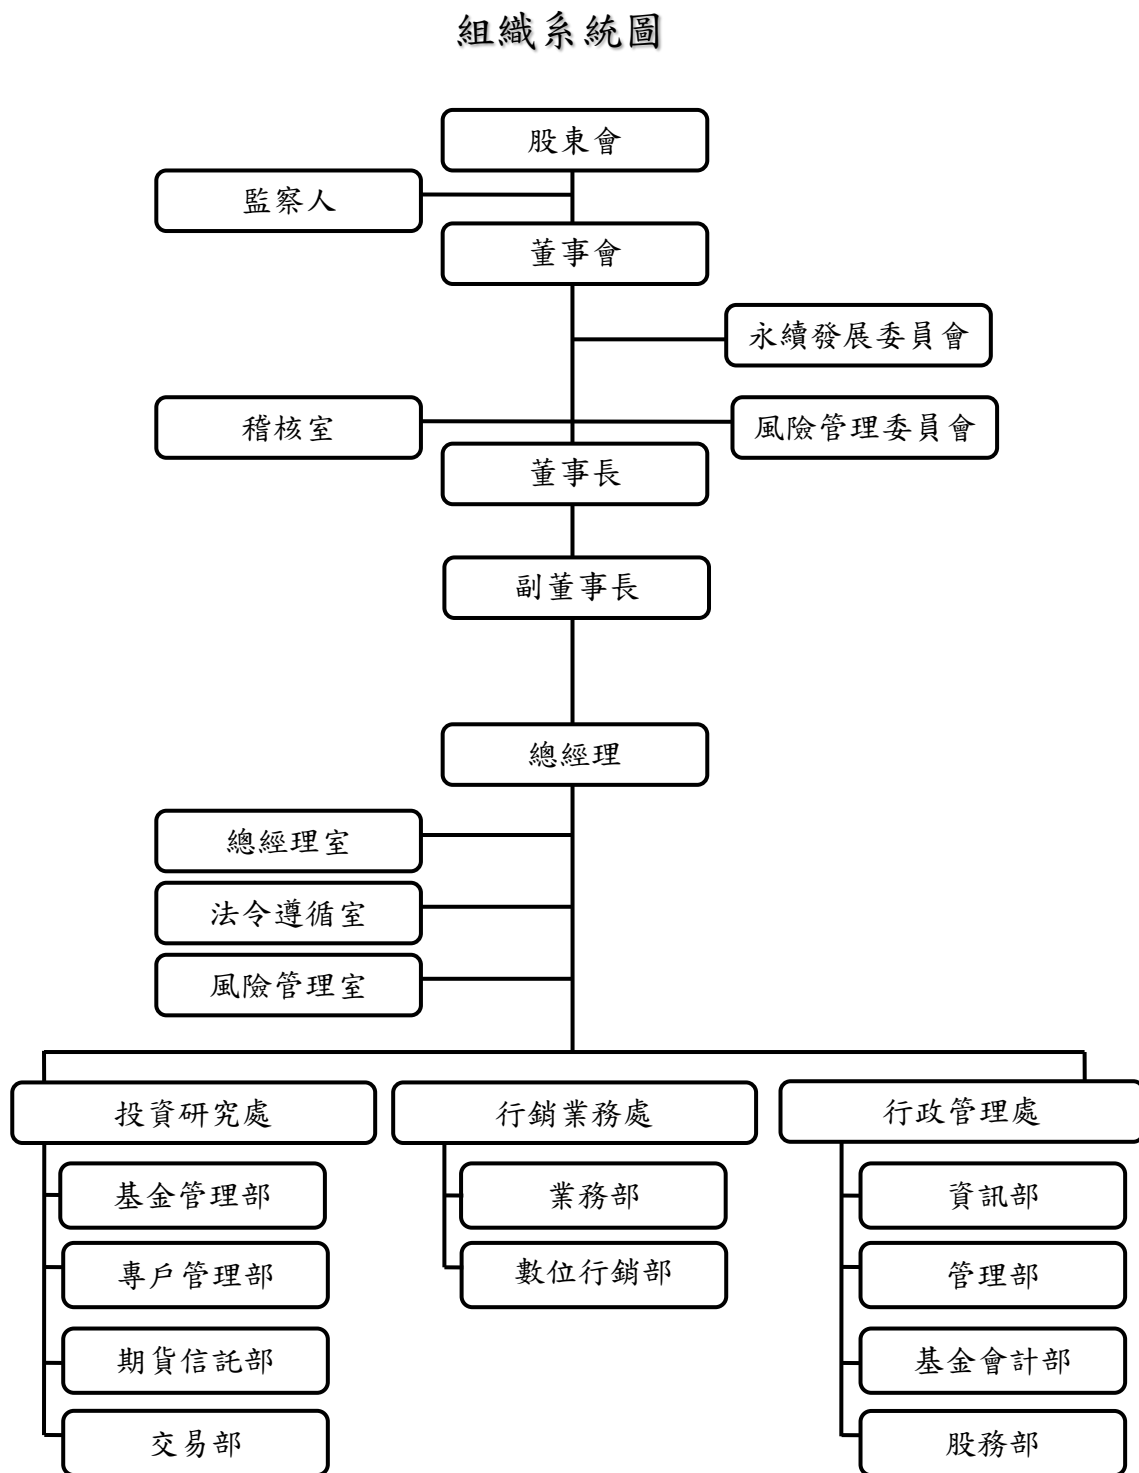 組織系統圖
股東會
監察人
董事會
永續發展委員會
稽核室
風險管理委員會
董事長
副董事長
總經理
總經理室
法令遵循室
風險管理室
投資研究處
行銷業務處
行政管理處
基金管理部
業務部
資訊部
專戶管理部
數位行銷部
管理部
期貨信託部
基金會計部
交易部
股務部